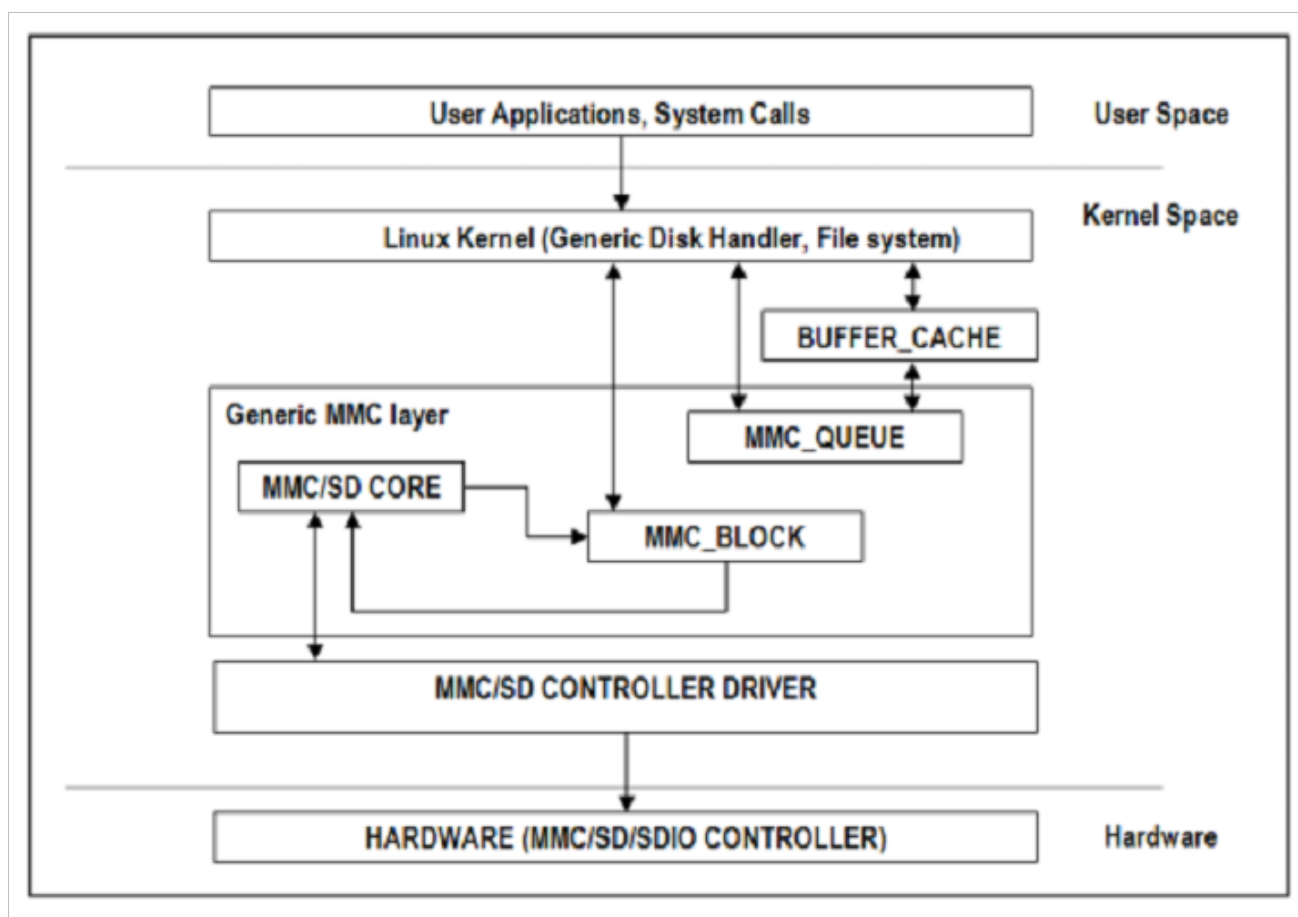 User Applications, System Calls
User Space
Kernel Space
Linux Kernel (Generic Disk Handler, File system)
BUFFER_CACHE
Generic MMC layer
MMC_QUEUE
MMC/SD CORE
MMC_BLOCK
MMC/SD CONTROLLER DRIVER
HARDWARE (MMC/SD/SDIO CONTROLLER)
Hardware